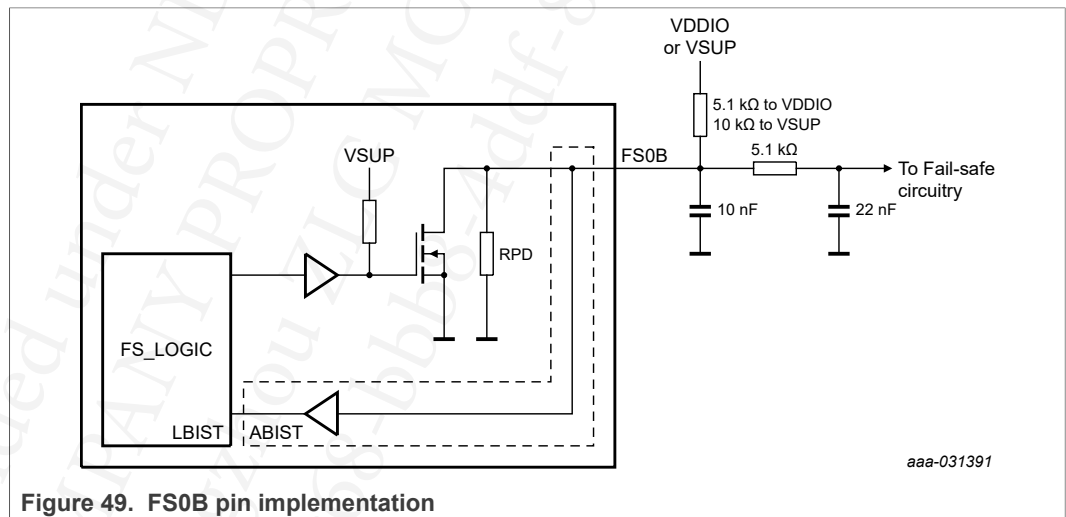 VDDIO
or VSUP
5.1 kΩ to VDDIO
10 kΩ to VSUP
VSUP
FS0B
5.1 kΩ
To Fail-safe
circuitry
10 nF
22 nF
RPD
FS_LOGIC
LBIST
ABIST
aaa-031391
Figure 49. FS0B pin implementation